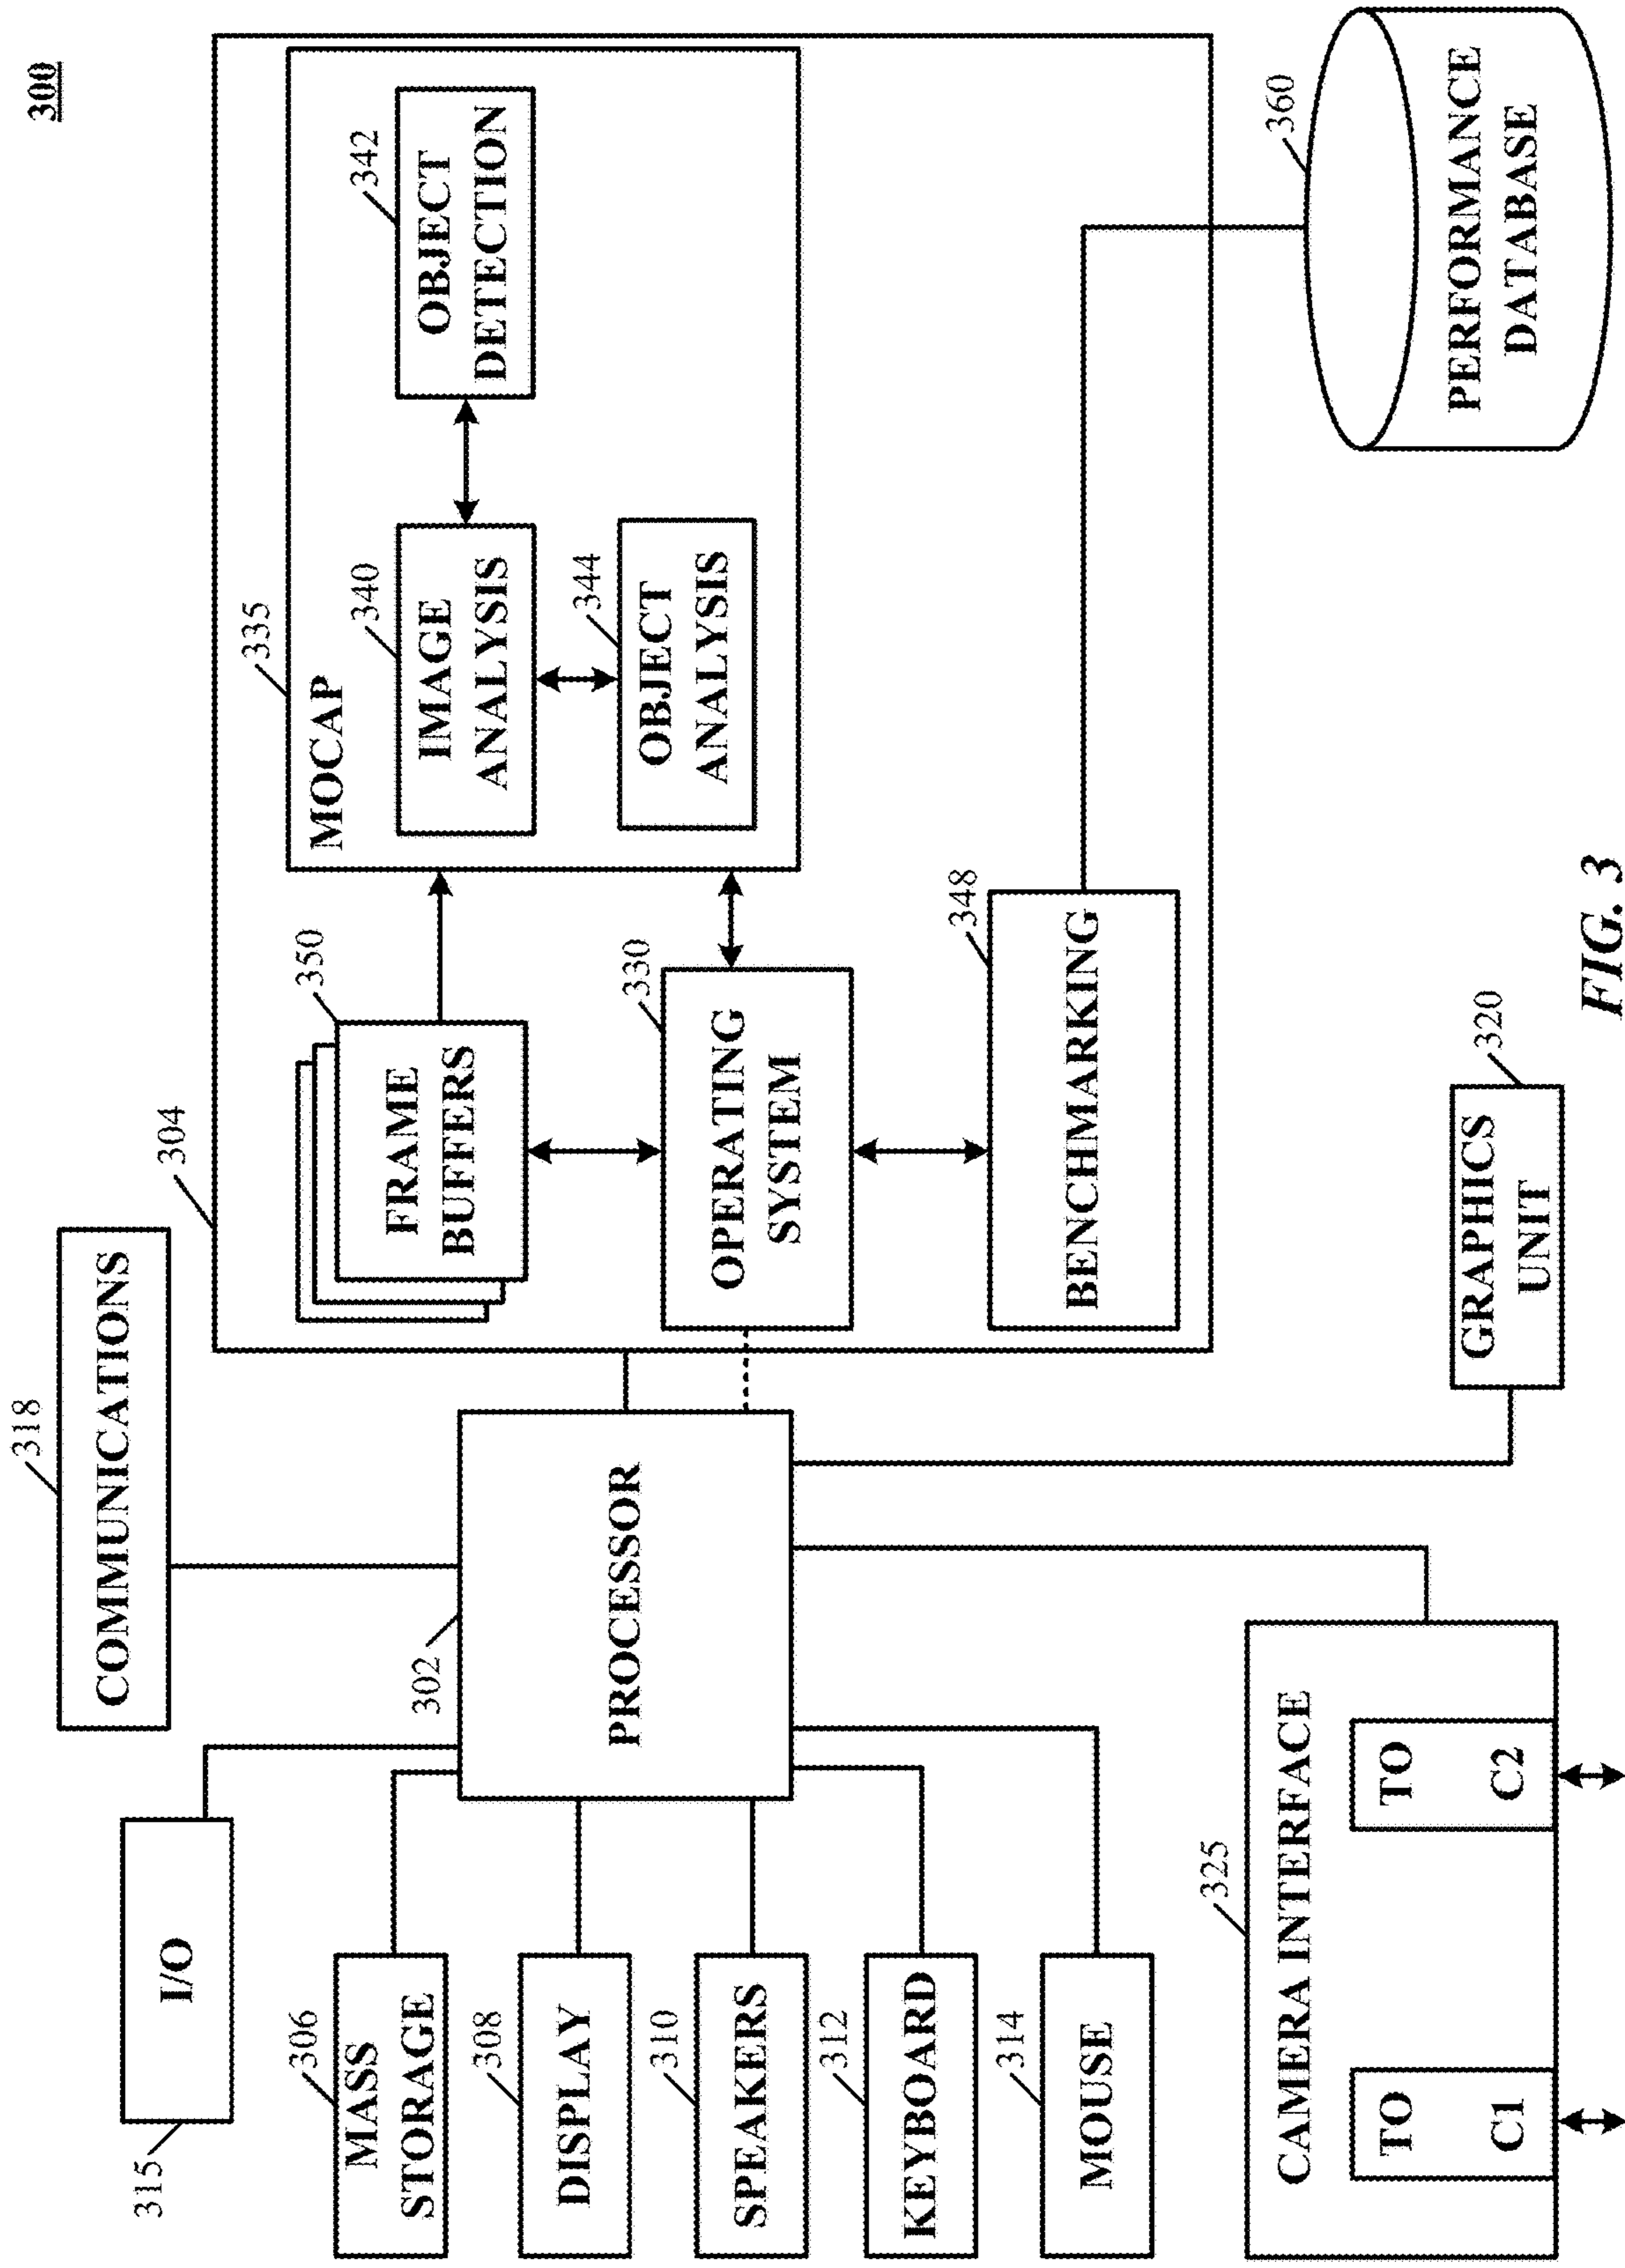 300
318
COMMUNICATIONS
315
I/O
304
335
MOCAP
350
FRAME
BUFFERS
340
IMAGE
ANALYSIS
342
OBJECT
DETECTION
306
MASS
STORAGE
302
PROCESSOR
330
OPERATING
SYSTEM
344
OBJECT
ANALYSIS
308
DISPLAY
310
SPEAKERS
312
KEYBOARD
314
MOUSE
348
BENCHMARKING
360
PERFORMANCE
DATABASE
325
CAMERA INTERFACE
TO
C1
TO
C2
GRAPHICS
UNIT
320
FIG. 3